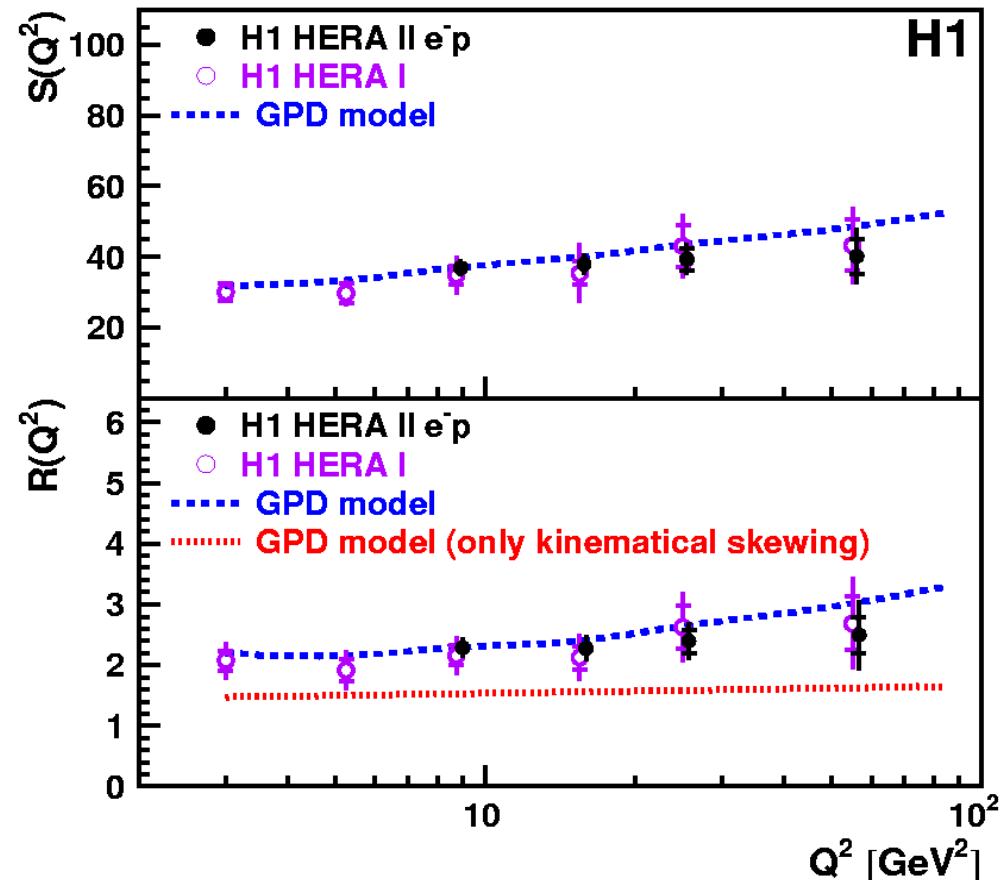 S(Q²)
100
80
60
40
20
H1 HERA II e⁻p
H1 HERA I
GPD model
H1
R(Q²)
6
5
4
3
2
1
0
H1 HERA II e⁻p
H1 HERA I
GPD model
GPD model (only kinematical skewing)
10
10²
Q² [GeV²]